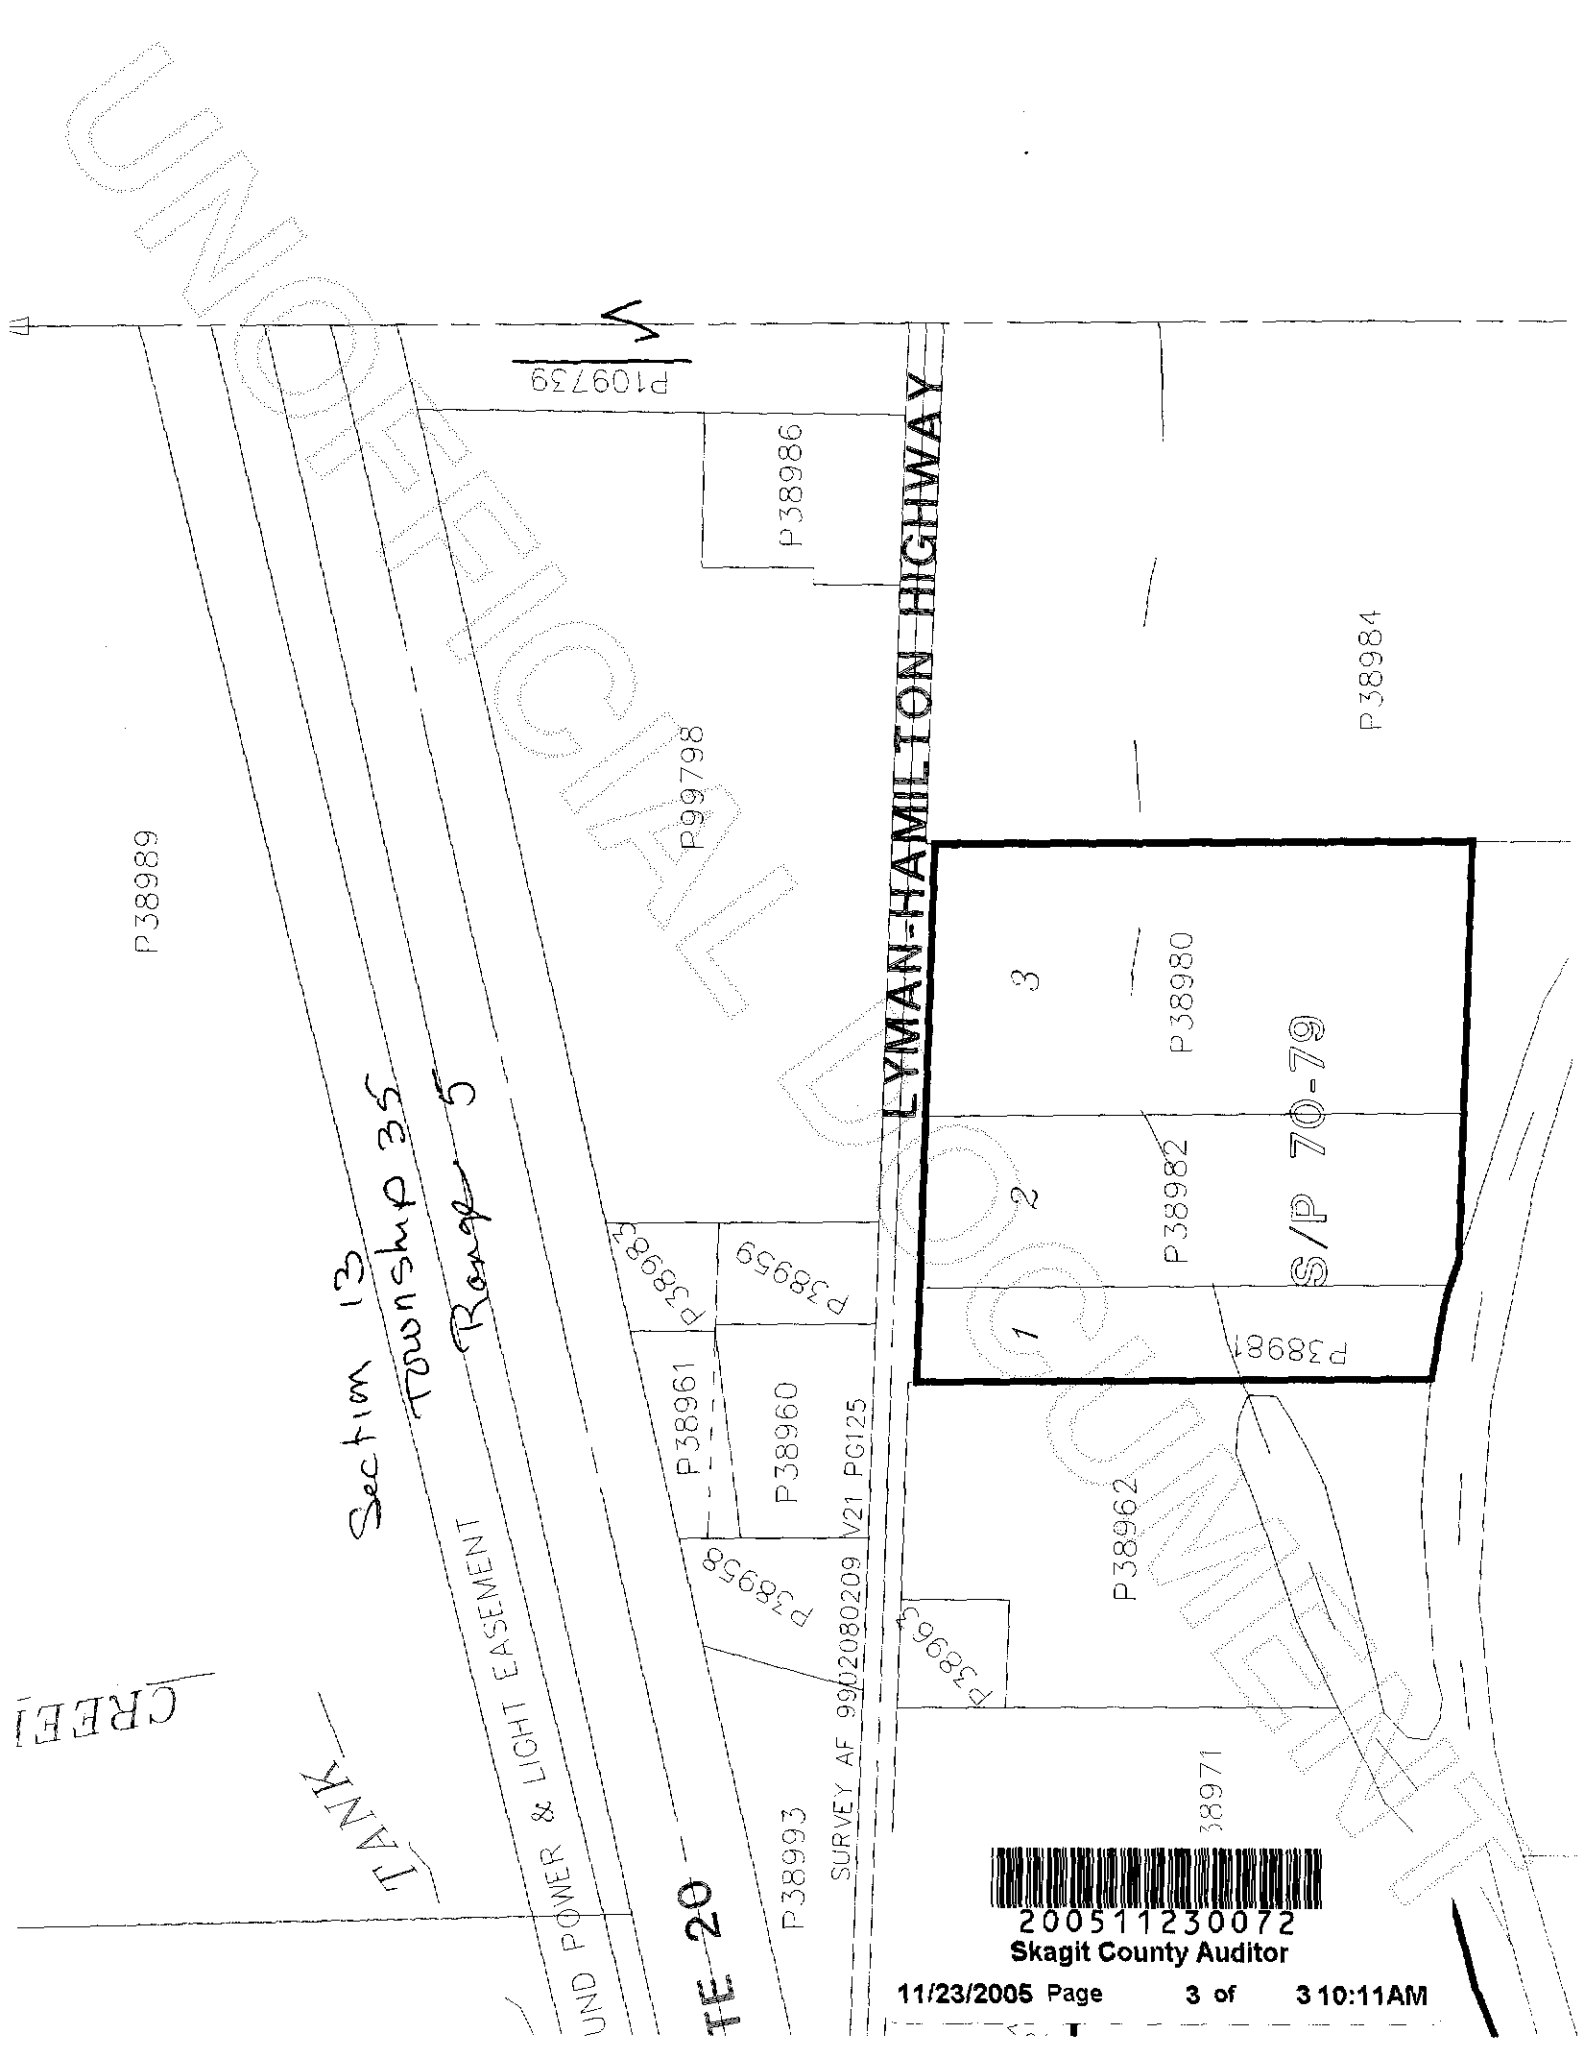 UNOFFICIAL DOCUMENT
P109739
P38986
P38989
P99798
LYMAN-HAMILTON HIGHWAY
P38984
Section 13
Township 35
Range 5
3
P38980
2
P38982
S/P 70-79
1
P38981
P38983
P38959
P38961
P38960
P38958
SURVEY AF 9902080209 V21 PG125
P38962
P38963
38971
P38993
TANK
UND POWER & LIGHT EASEMENT
TE 20
200511230072
Skagit County Auditor
11/23/2005 Page 3 of 3 10:11AM